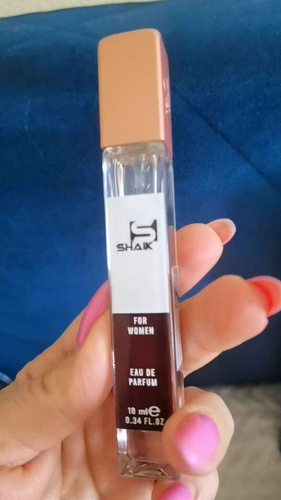 S
SHAIK
FOR
WOMEN
EAU DE
PARFUM
10 ml℮
0.34 FL.OZ